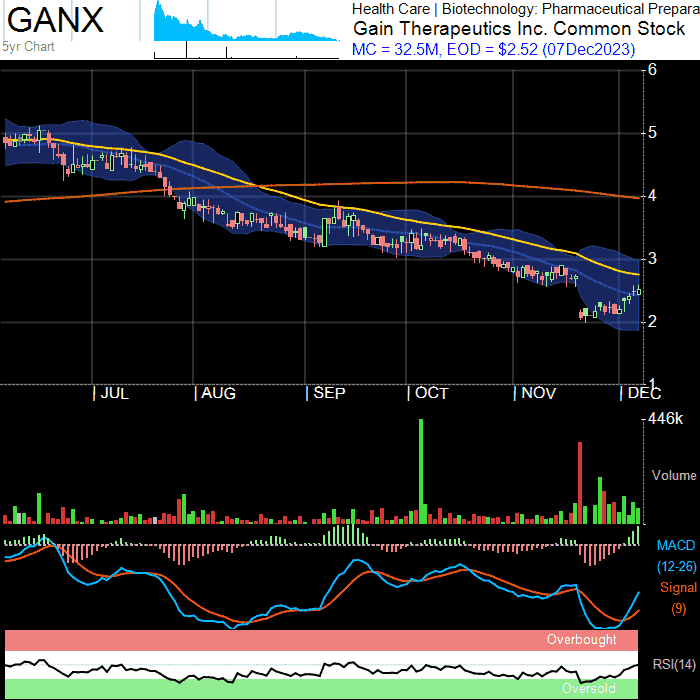 GANX
5yr Chart
Health Care | Biotechnology: Pharmaceutical Prepara
Gain Therapeutics Inc. Common Stock
MC = 32.5M, EOD = $2.52 (07Dec2023)
6
5
4
3
2
1
JUL
AUG
SEP
OCT
NOV
DEC
446k
Volume
MACD
(12-26)
Signal
(9)
Overbought
RSI(14)
Oversold